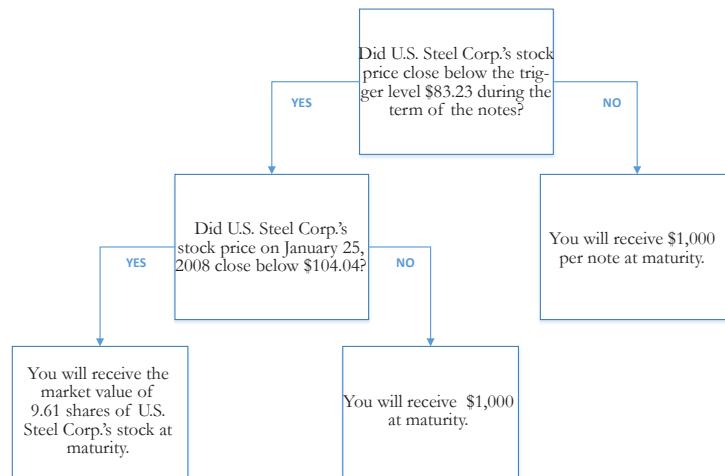 Did U.S. Steel Corp.'s stock
price close below the trig-
ger level $83.23 during the
term of the notes?
YES
NO
Did U.S. Steel Corp.'s
stock price on January 25,
2008 close below $104.04?
You will receive $1,000
per note at maturity.
YES
NO
You will receive the
market value of
9.61 shares of U.S.
Steel Corp.'s stock at
maturity.
You will receive $1,000
at maturity.